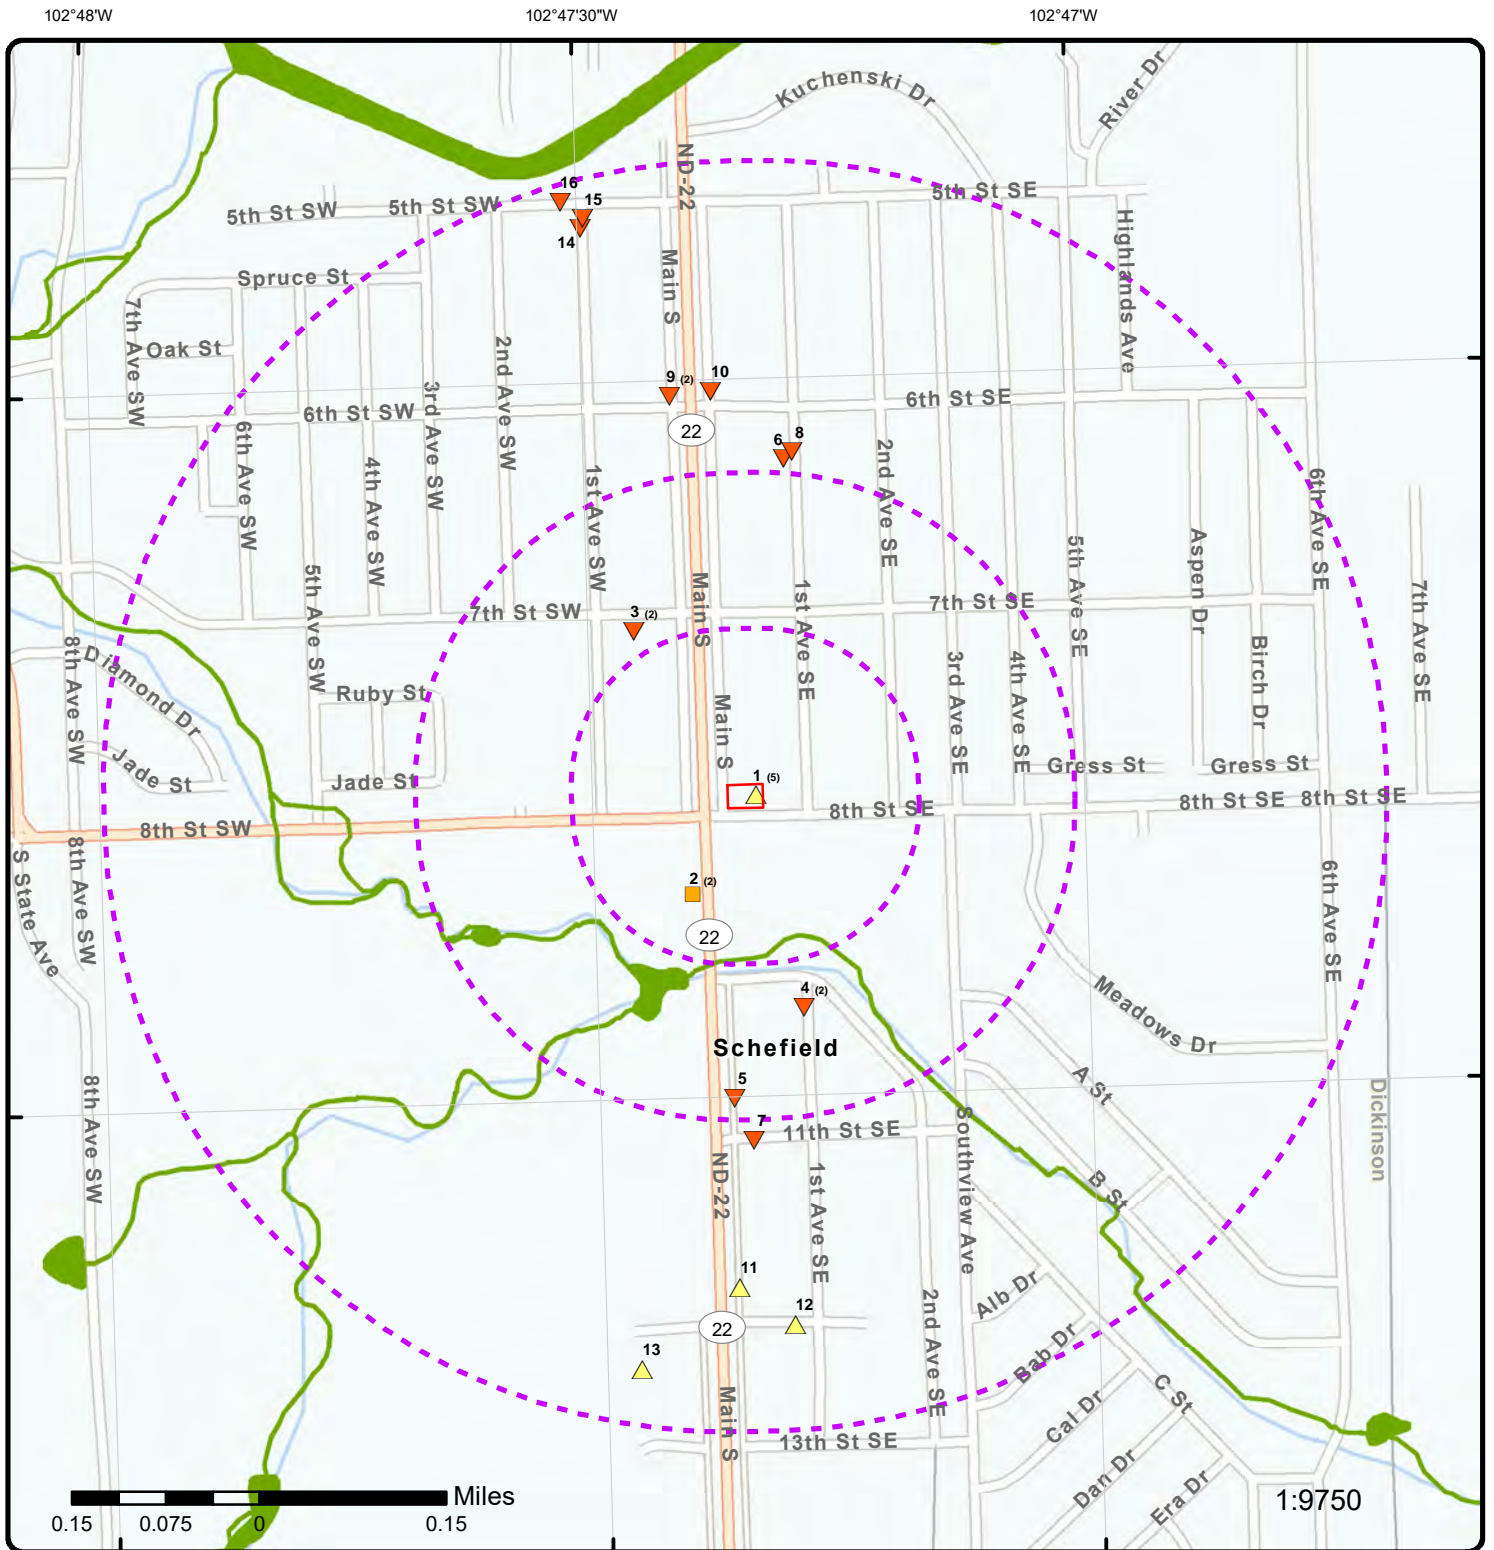 102°48'W
102°47'30"W
102°47'W
Kuchenski Dr
River Dr
ND-22
16
15
14
5th St SW
5th St SW
5th St SE
Highlands Ave
Main S
Spruce St
7th Ave SW
Oak St
2nd Ave SW
3rd Ave SW
9 (2)
10
6th St SW
6th St SE
22
6
8
6th Ave SW
4th Ave SW
1st Ave SW
2nd Ave SE
6th Ave SE
5th Ave SW
Main S
1st Ave SE
5th Ave SE
Aspen Dr
7th Ave SE
7th St SW
7th St SE
3 (2)
8th Ave SW
Diamond Dr
Birch Dr
3rd Ave SE
4th Ave SE
Ruby St
Main S
Jade St
Jade St
1 (5)
Gress St
Gress St
8th St SW
8th St SE
8th St SE
8th St SE
S State Ave
8th Ave SW
6th Ave SE
2 (2)
22
4 (2)
Meadows Dr
Schefield
8th Ave SW
5
A St
Dickinson
7
11th St SE
Southview Ave
ND-22
1st Ave SE
B St
11
Alb Dr
12
22
2nd Ave SE
Bab Dr
13
Main S
Cal Dr
C St
13th St SE
Dan Dr
Era Dr
Miles
0.15
0.075
0
0.15
1:9750